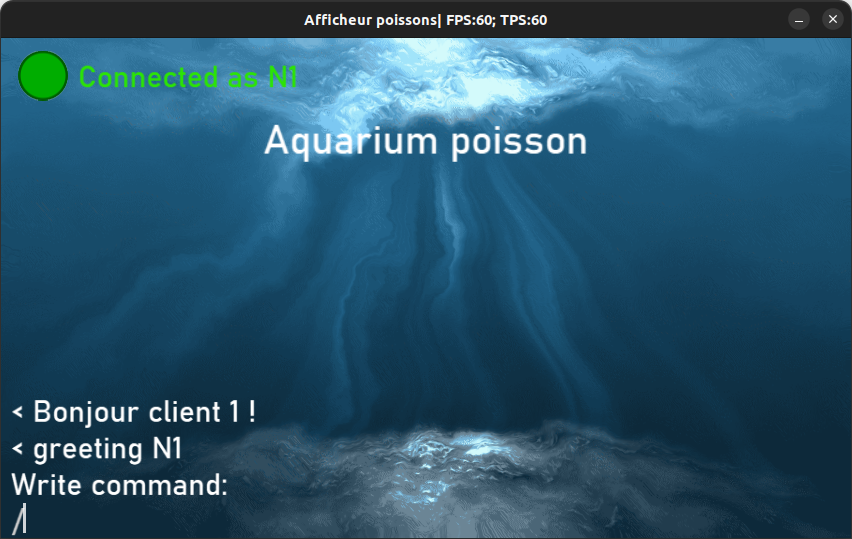 Afficheur poissons| FPS:60; TPS:60
Connected as N1
Aquarium poisson
< Bonjour client 1 !
< greeting N1
Write command:
/